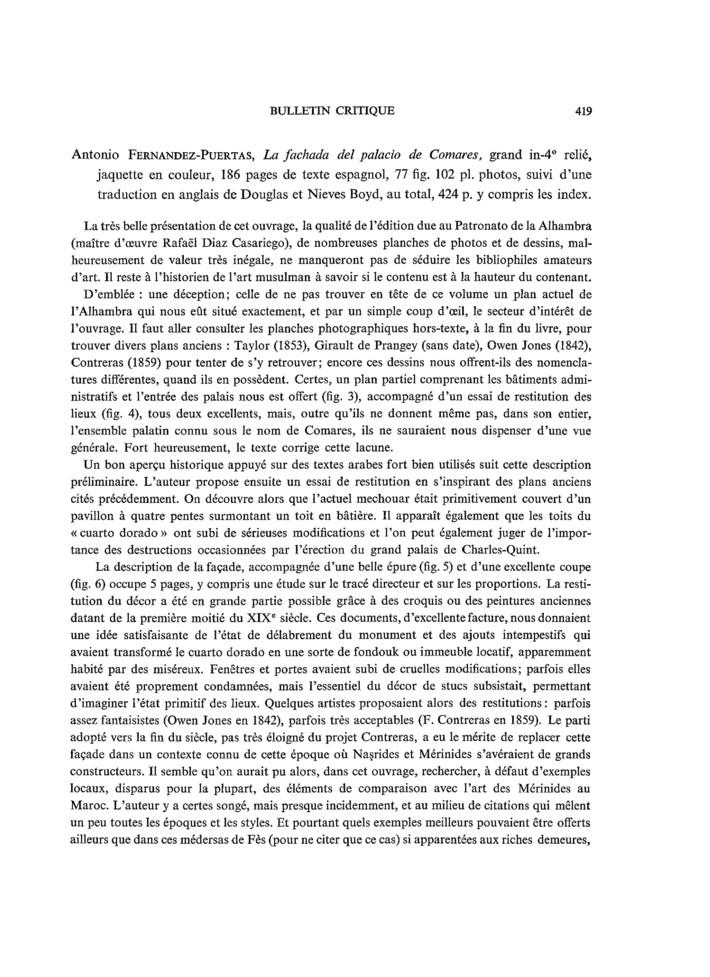 BULLETIN CRITIQUE 419
Antonio FERNANDEZ-PUERTAS, La fachada del palacio de Comares, grand in-4° relié,
jaquette en couleur, 186 pages de texte espagnol, 77 fig. 102 pl. photos, suivi d'une
traduction en anglais de Douglas et Nieves Boyd, au total, 424 p. y compris les index.
La très belle présentation de cet ouvrage, la qualité de l'édition due au Patronato de la Alhambra
(maître d'œuvre Rafaël Diaz Casariego), de nombreuses planches de photos et de dessins, mal-
heureusement de valeur très inégale, ne manqueront pas de séduire les bibliophiles amateurs
d'art. Il reste à l'historien de l'art musulman à savoir si le contenu est à la hauteur du contenant.
D'emblée : une déception; celle de ne pas trouver en tête de ce volume un plan actuel de
l'Alhambra qui nous eût situé exactement, et par un simple coup d'œil, le secteur d'intérêt de
l'ouvrage. Il faut aller consulter les planches photographiques hors-texte, à la fin du livre, pour
trouver divers plans anciens : Taylor (1853), Girault de Prangey (sans date), Owen Jones (1842),
Contreras (1859) pour tenter de s'y retrouver; encore ces dessins nous offrent-ils des nomencla-
tures différentes, quand ils en possèdent. Certes, un plan partiel comprenant les bâtiments admi-
nistratifs et l'entrée des palais nous est offert (fig. 3), accompagné d'un essai de restitution des
lieux (fig. 4), tous deux excellents, mais, outre qu'ils ne donnent même pas, dans son entier,
l'ensemble palatin connu sous le nom de Comares, ils ne sauraient nous dispenser d'une vue
générale. Fort heureusement, le texte corrige cette lacune.
Un bon aperçu historique appuyé sur des textes arabes fort bien utilisés suit cette description
préliminaire. L'auteur propose ensuite un essai de restitution en s'inspirant des plans anciens
cités précédemment. On découvre alors que l'actuel mechouar était primitivement couvert d'un
pavillon à quatre pentes surmontant un toit en bâtière. Il apparaît également que les toits du
« cuarto dorado » ont subi de sérieuses modifications et l'on peut également juger de l'impor-
tance des destructions occasionnées par l'érection du grand palais de Charles-Quint.
La description de la façade, accompagnée d'une belle épure (fig. 5) et d'une excellente coupe
(fig. 6) occupe 5 pages, y compris une étude sur le tracé directeur et sur les proportions. La resti-
tution du décor a été en grande partie possible grâce à des croquis ou des peintures anciennes
datant de la première moitié du XIXe siècle. Ces documents, d'excellente facture, nous donnaient
une idée satisfaisante de l'état de délabrement du monument et des ajouts intempestifs qui
avaient transformé le cuarto dorado en une sorte de fondouk ou immeuble locatif, apparemment
habité par des miséreux. Fenêtres et portes avaient subi de cruelles modifications; parfois elles
avaient été proprement condamnées, mais l'essentiel du décor de stucs subsistait, permettant
d'imaginer l'état primitif des lieux. Quelques artistes proposaient alors des restitutions : parfois
assez fantaisistes (Owen Jones en 1842), parfois très acceptables (F. Contreras en 1859). Le parti
adopté vers la fin du siècle, pas très éloigné du projet Contreras, a eu le mérite de replacer cette
façade dans un contexte connu de cette époque où Naṣrides et Mérinides s'avéraient de grands
constructeurs. Il semble qu'on aurait pu alors, dans cet ouvrage, rechercher, à défaut d'exemples
locaux, disparus pour la plupart, des éléments de comparaison avec l'art des Mérinides au
Maroc. L'auteur y a certes songé, mais presque incidemment, et au milieu de citations qui mêlent
un peu toutes les époques et les styles. Et pourtant quels exemples meilleurs pouvaient être offerts
ailleurs que dans ces médersas de Fès (pour ne citer que ce cas) si apparentées aux riches demeures,